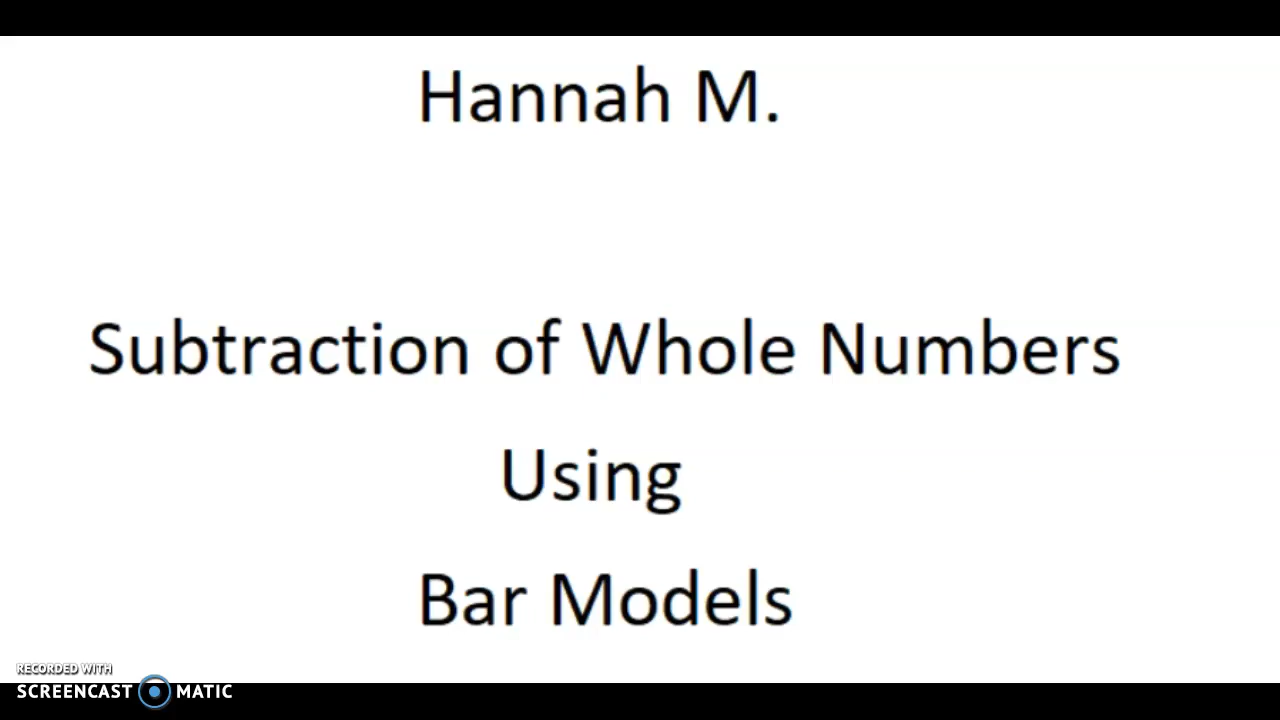 Hannah M.
Subtraction of Whole Numbers
Using
Bar Models
RECORDED WITH
SCREENCAST MATIC